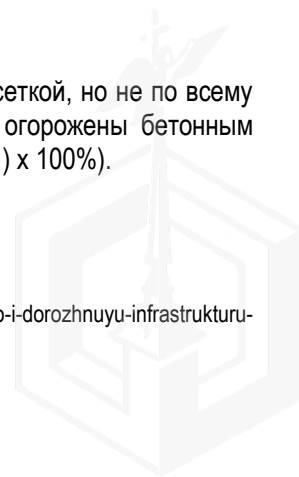 сеткой, но не по всему
огорожены бетонным
) x 100%).
o-i-dorozhnuyu-infrastrukturu-